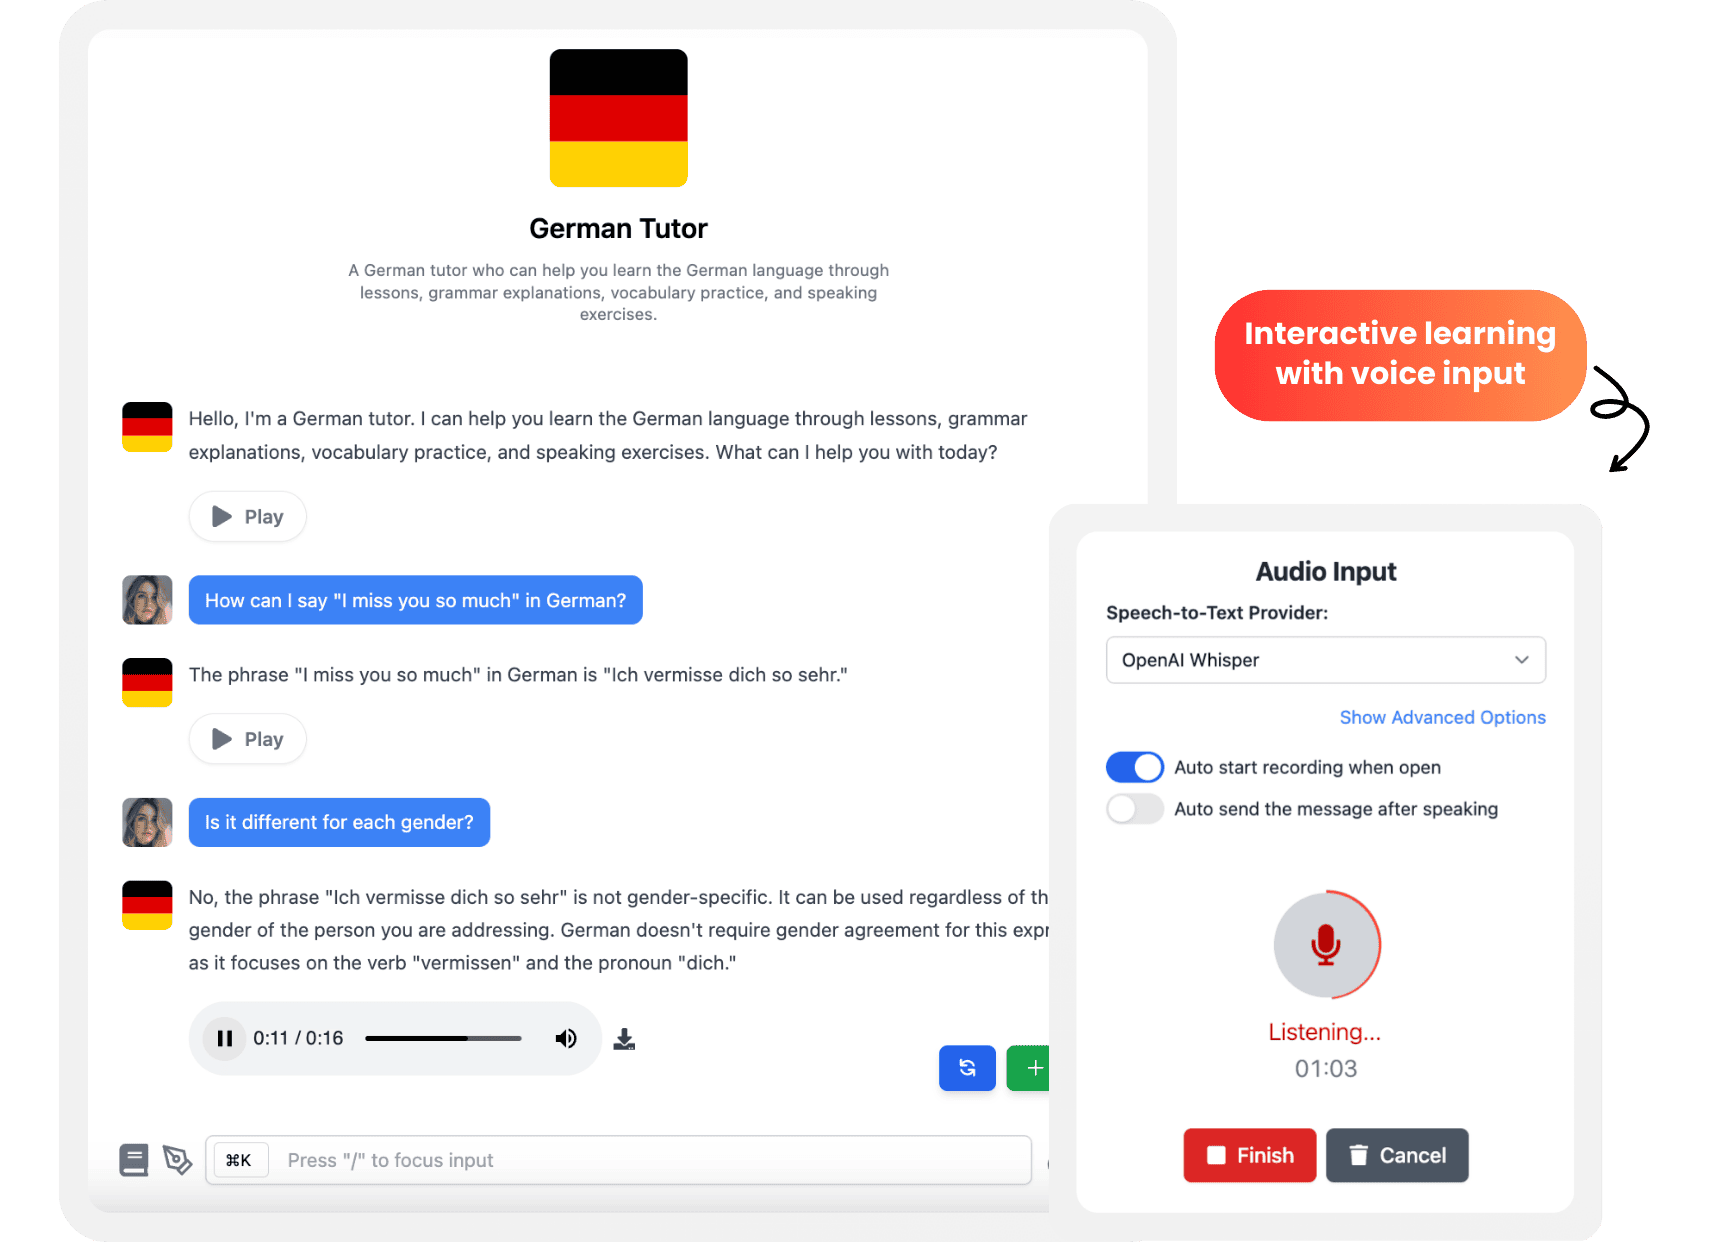 German Tutor
A German tutor who can help you learn the German language through
lessons, grammar explanations, vocabulary practice, and speaking
exercises.
Hello, I'm a German tutor. I can help you learn the German language through lessons, grammar
explanations, vocabulary practice, and speaking exercises. What can I help you with today?
Play
How can I say "I miss you so much" in German?
The phrase "I miss you so much" in German is "Ich vermisse dich so sehr."
Play
Is it different for each gender?
No, the phrase "Ich vermisse dich so sehr" is not gender-specific. It can be used regardless of th
gender of the person you are addressing. German doesn't require gender agreement for this expr
as it focuses on the verb "vermissen" and the pronoun "dich."
0:11 / 0:16
⌘K
Press "/" to focus input
Interactive learning
with voice input
Audio Input
Speech-to-Text Provider:
OpenAI Whisper
Show Advanced Options
Auto start recording when open
Auto send the message after speaking
Listening...
01:03
Finish
Cancel